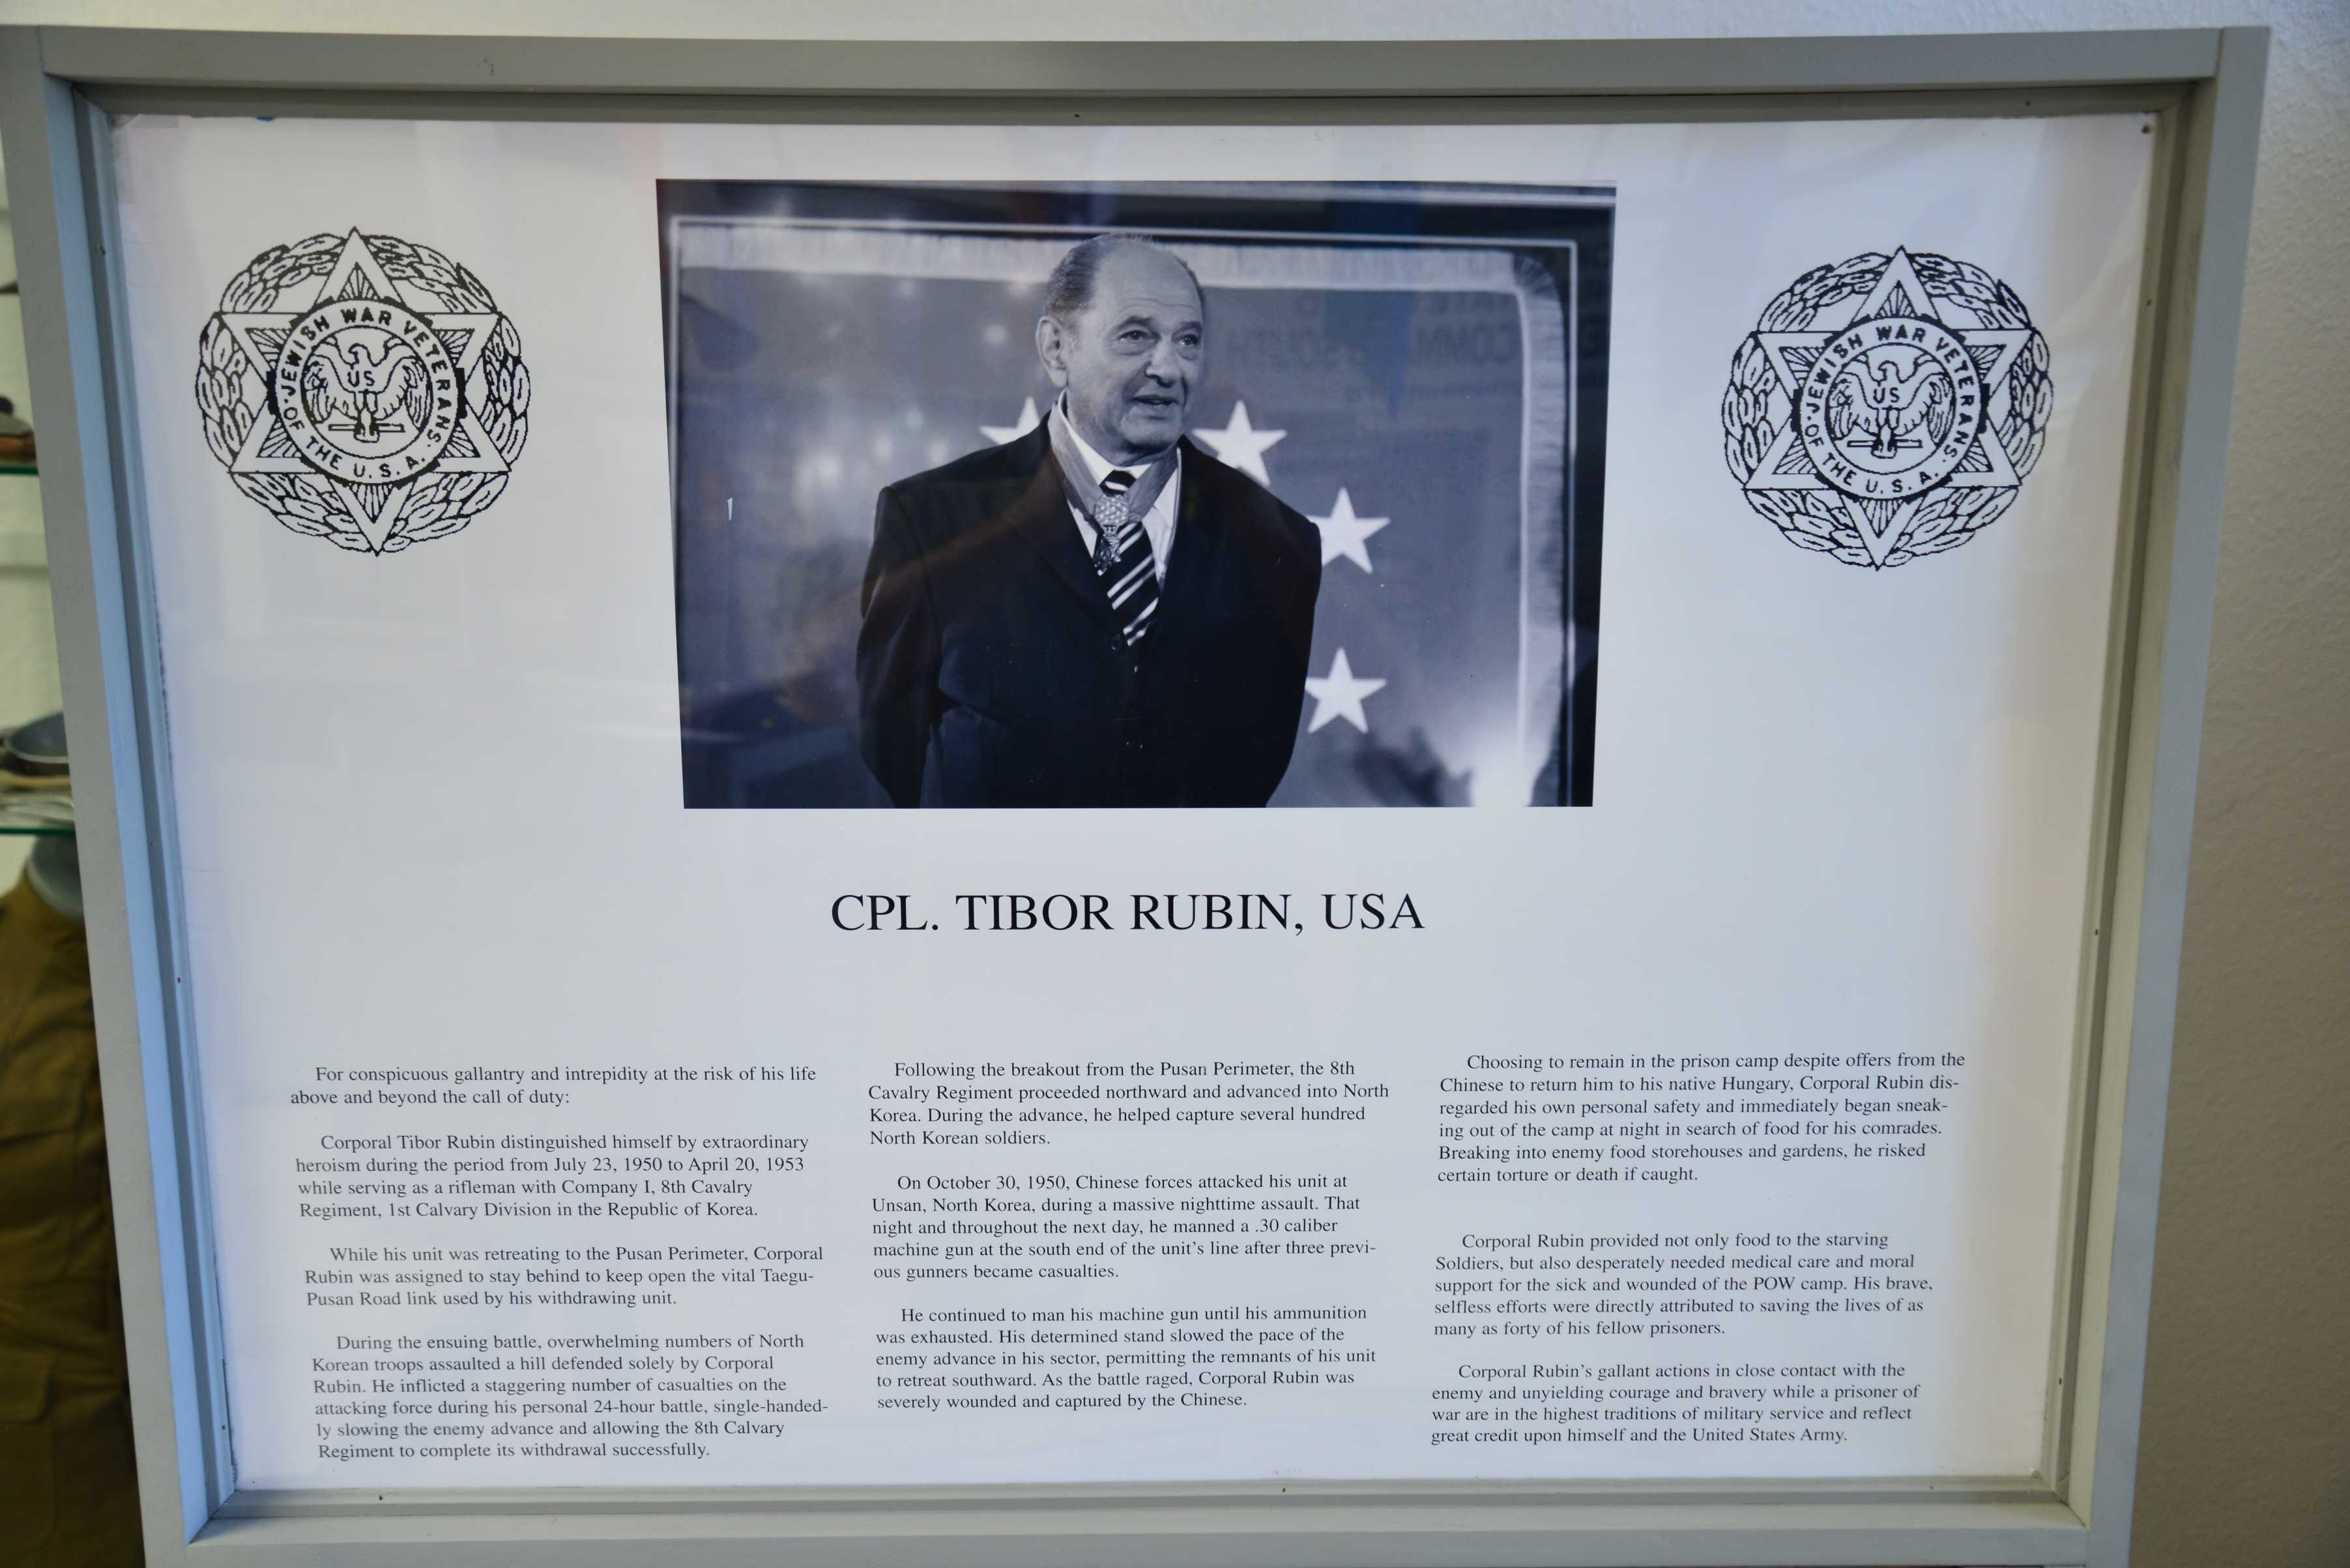 JEWISH WAR VETERANS
OF THE U.S.A.
US
JEWISH WAR VETERANS
OF THE U.S.A.
US
CPL. TIBOR RUBIN, USA
For conspicuous gallantry and intrepidity at the risk of his life
above and beyond the call of duty:
Corporal Tibor Rubin distinguished himself by extraordinary
heroism during the period from July 23, 1950 to April 20, 1953
while serving as a rifleman with Company I, 8th Cavalry
Regiment, 1st Calvary Division in the Republic of Korea.
While his unit was retreating to the Pusan Perimeter, Corporal
Rubin was assigned to stay behind to keep open the vital Taegu-
Pusan Road link used by his withdrawing unit.
During the ensuing battle, overwhelming numbers of North
Korean troops assaulted a hill defended solely by Corporal
Rubin. He inflicted a staggering number of casualties on the
attacking force during his personal 24-hour battle, single-handed-
ly slowing the enemy advance and allowing the 8th Calvary
Regiment to complete its withdrawal successfully.
Following the breakout from the Pusan Perimeter, the 8th
Cavalry Regiment proceeded northward and advanced into North
Korea. During the advance, he helped capture several hundred
North Korean soldiers.
On October 30, 1950, Chinese forces attacked his unit at
Unsan, North Korea, during a massive nighttime assault. That
night and throughout the next day, he manned a .30 caliber
machine gun at the south end of the unit's line after three previ-
ous gunners became casualties.
He continued to man his machine gun until his ammunition
was exhausted. His determined stand slowed the pace of the
enemy advance in his sector, permitting the remnants of his unit
to retreat southward. As the battle raged, Corporal Rubin was
severely wounded and captured by the Chinese.
Choosing to remain in the prison camp despite offers from the
Chinese to return him to his native Hungary, Corporal Rubin dis-
regarded his own personal safety and immediately began sneak-
ing out of the camp at night in search of food for his comrades.
Breaking into enemy food storehouses and gardens, he risked
certain torture or death if caught.
Corporal Rubin provided not only food to the starving
Soldiers, but also desperately needed medical care and moral
support for the sick and wounded of the POW camp. His brave,
selfless efforts were directly attributed to saving the lives of as
many as forty of his fellow prisoners.
Corporal Rubin's gallant actions in close contact with the
enemy and unyielding courage and bravery while a prisoner of
war are in the highest traditions of military service and reflect
great credit upon himself and the United States Army.